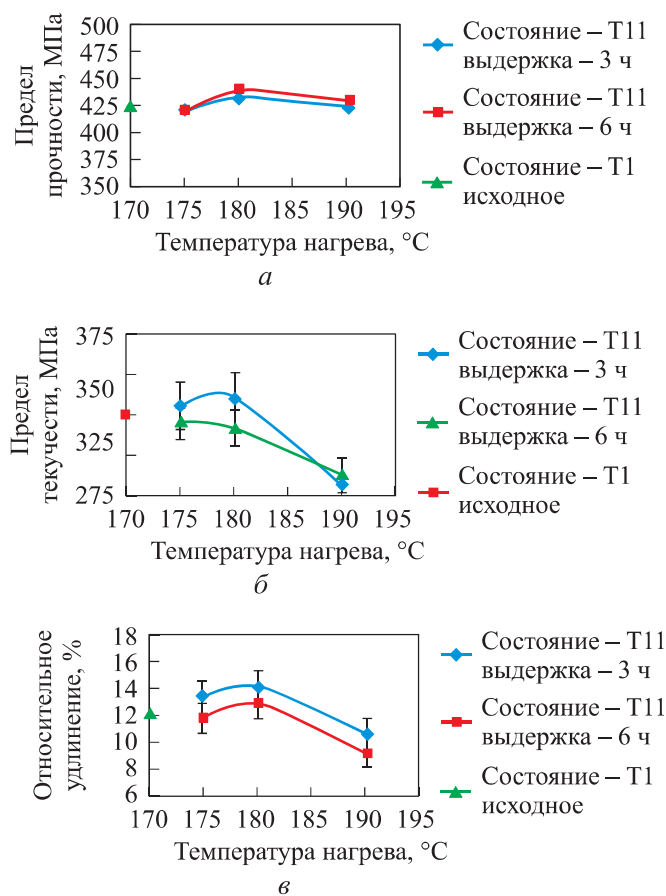 Предел
прочности, МПа
500
475
450
425
400
375
350
170 175 180 185 190 195
Температура нагрева, °C
а
Состояние – Т11
выдержка – 3 ч
Состояние – Т11
выдержка – 6 ч
Состояние – Т1
исходное
Предел
текучести, МПа
375
350
325
275
170 175 180 185 190 195
Температура нагрева, °C
б
Состояние – Т11
выдержка – 3 ч
Состояние – Т11
выдержка – 6 ч
Состояние – Т1
исходное
Относительное
удлинение, %
18
16
14
12
10
8
6
170 175 180 185 190 195
Температура нагрева, °C
в
Состояние – Т11
выдержка – 3 ч
Состояние – Т11
выдержка – 6 ч
Состояние – Т1
исходное